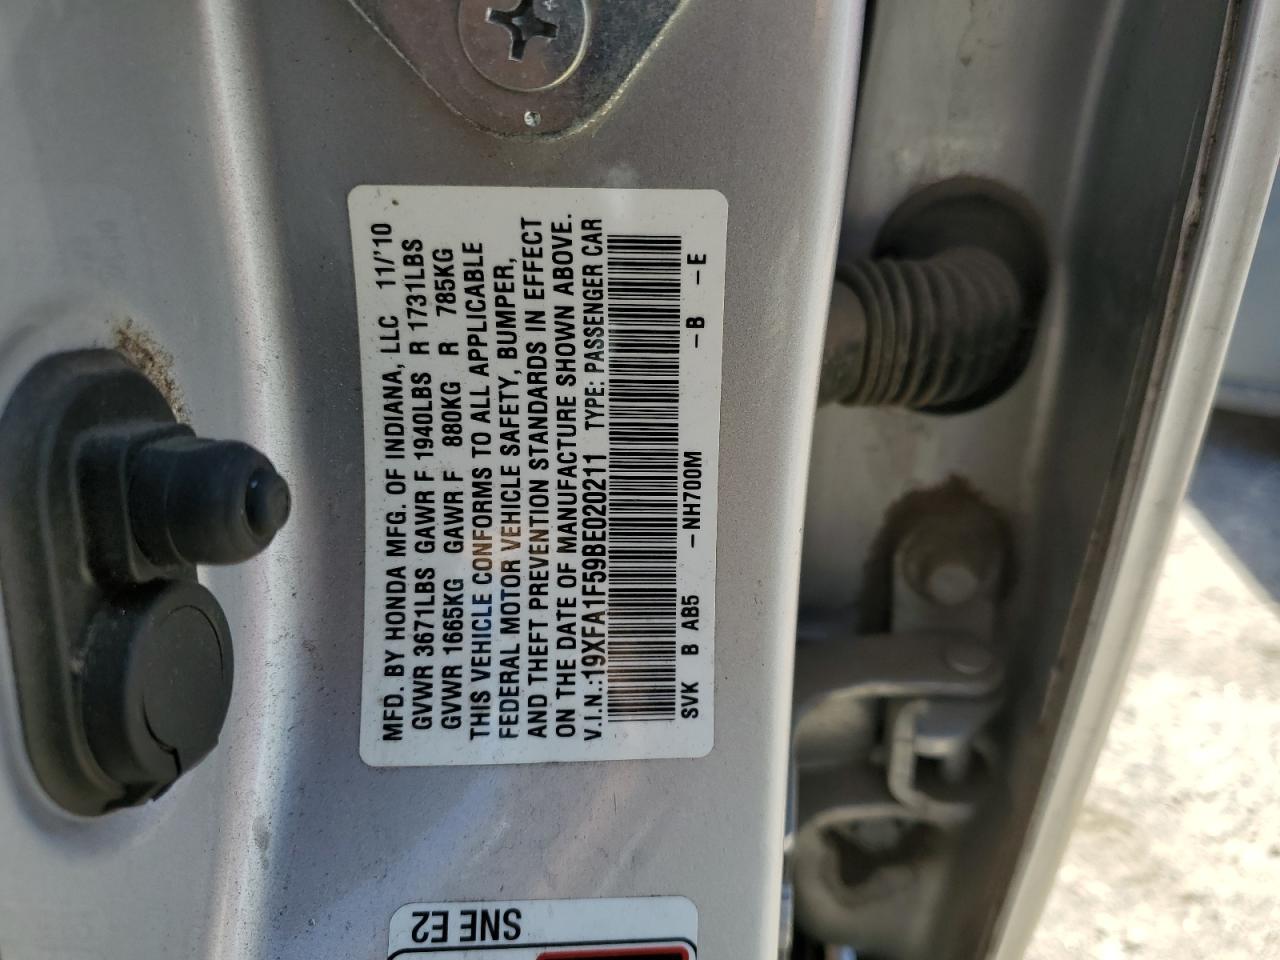 MFD. BY HONDA MFG. OF INDIANA, LLC 11/'10
GVWR 3671LBS GAWR F 1940LBS R 1731LBS
GVWR 1665KG GAWR F 880KG R 785KG
THIS VEHICLE CONFORMS TO ALL APPLICABLE
FEDERAL MOTOR VEHICLE SAFETY, BUMPER,
AND THEFT PREVENTION STANDARDS IN EFFECT
ON THE DATE OF MANUFACTURE SHOWN ABOVE.
V.I.N.:19XFA1F59BE020211 TYPE: PASSENGER CAR
SVK B AB5 -NH700M -B -E
SNE E2